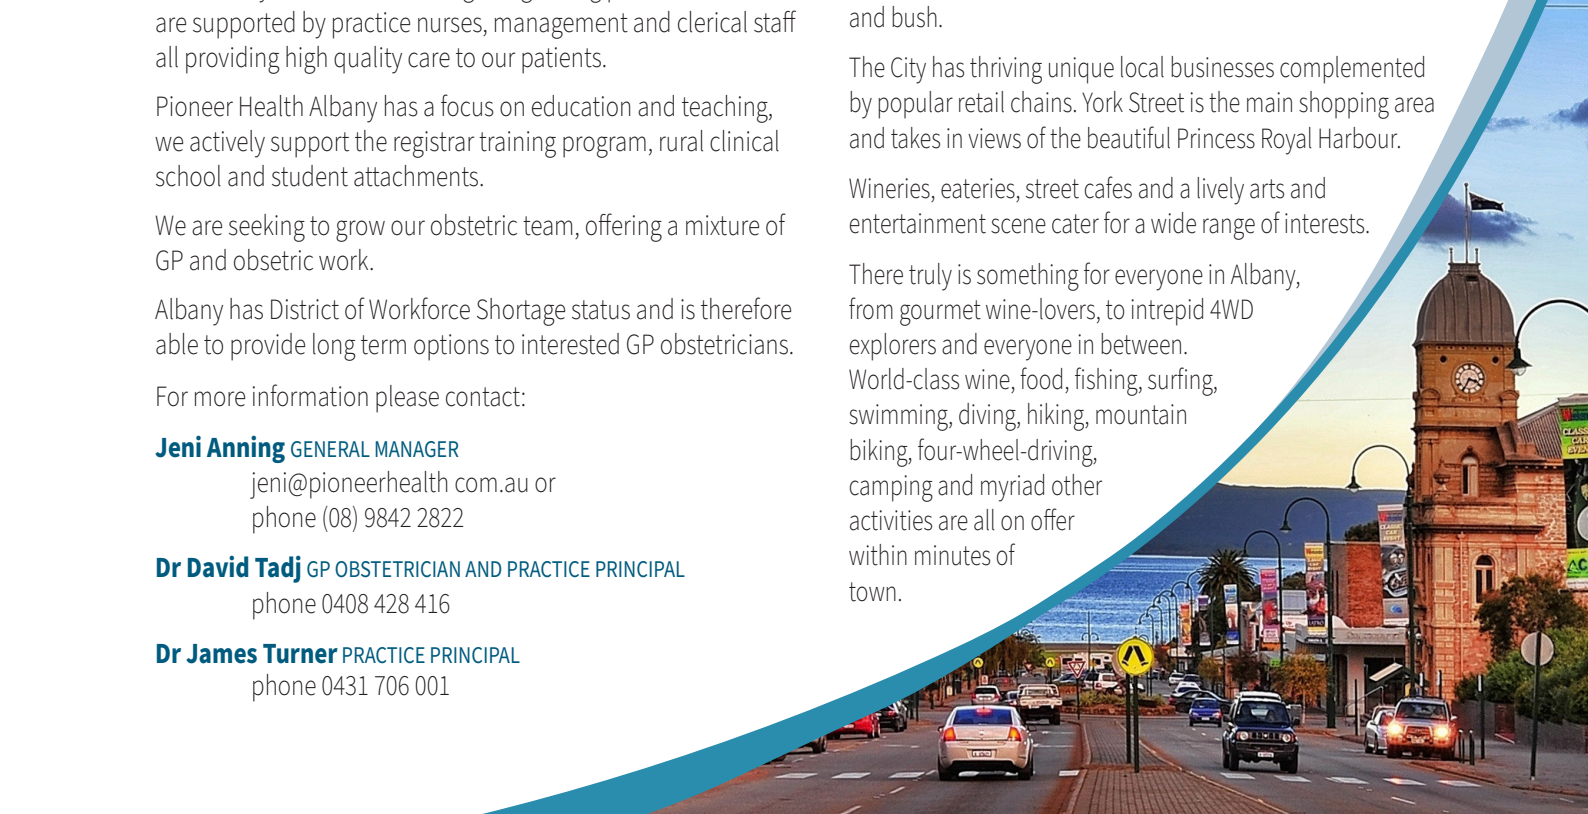 are supported by practice nurses, management and clerical staff
all providing high quality care to our patients.
Pioneer Health Albany has a focus on education and teaching,
we actively support the registrar training program, rural clinical
school and student attachments.
We are seeking to grow our obstetric team, offering a mixture of
GP and obsetric work.
Albany has District of Workforce Shortage status and is therefore
able to provide long term options to interested GP obstetricians.
For more information please contact:
Jeni Anning GENERAL MANAGER
jeni@pioneerhealth com.au or
phone (08) 9842 2822
Dr David Tadj GP OBSTETRICIAN AND PRACTICE PRINCIPAL
phone 0408 428 416
Dr James Turner PRACTICE PRINCIPAL
phone 0431 706 001
and bush.
The City has thriving unique local businesses complemented
by popular retail chains. York Street is the main shopping area
and takes in views of the beautiful Princess Royal Harbour.
Wineries, eateries, street cafes and a lively arts and
entertainment scene cater for a wide range of interests.
There truly is something for everyone in Albany,
from gourmet wine-lovers, to intrepid 4WD
explorers and everyone in between.
World-class wine, food, fishing, surfing,
swimming, diving, hiking, mountain
biking, four-wheel-driving,
camping and myriad other
activities are all on offer
within minutes of
town.